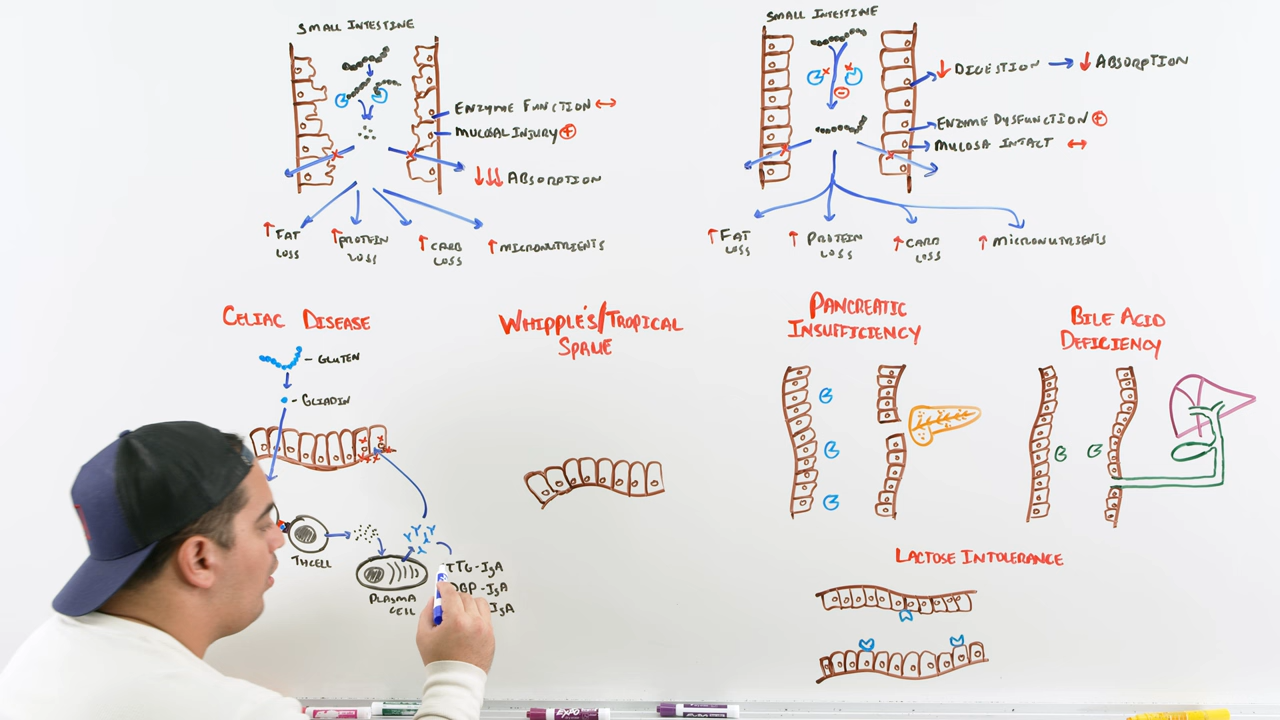 SMALL INTESTINE
ENZYME FUNCTION ↔
MUCOSAL INJURY +
↓↓↓ ABSORPTION
↑ FAT
LOSS
↑ PROTEIN
LOSS
↑ CARB
LOSS
↑ MICRONUTRIENTS
SMALL INTESTINE
↓ DIGESTION → ↓ ABSORPTION
ENZYME DYSFUNCTION +
MUCOSA INTACT ↔
↑ FAT
LOSS
↑ PROTEIN
LOSS
↑ CARB
LOSS
↑ MICRONUTRIENTS
CELIAC DISEASE
- GLUTEN
- GLIADIN
TH CELL
PLASMA
CELL
TTG-IgA
DGP-IgA
IgA
WHIPPLE'S/TROPICAL
SPRUE
PANCREATIC
INSUFFICIENCY
BILE ACID
DEFICIENCY
LACTOSE INTOLERANCE
EXPO